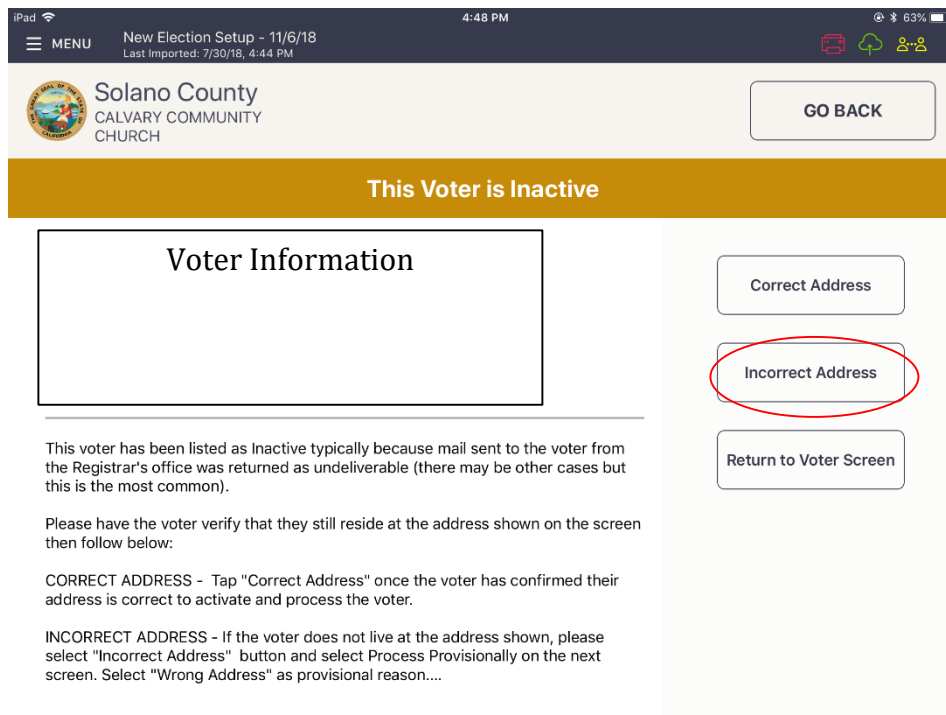 iPad 4:48 PM 63%
MENU New Election Setup - 11/6/18
Last Imported: 7/30/18, 4:44 PM
Solano County
CALVARY COMMUNITY
CHURCH
GO BACK
This Voter is Inactive
Voter Information
Correct Address
Incorrect Address
Return to Voter Screen
This voter has been listed as Inactive typically because mail sent to the voter from
the Registrar's office was returned as undeliverable (there may be other cases but
this is the most common).
Please have the voter verify that they still reside at the address shown on the screen
then follow below:
CORRECT ADDRESS - Tap "Correct Address" once the voter has confirmed their
address is correct to activate and process the voter.
INCORRECT ADDRESS - If the voter does not live at the address shown, please
select "Incorrect Address" button and select Process Provisionally on the next
screen. Select "Wrong Address" as provisional reason....